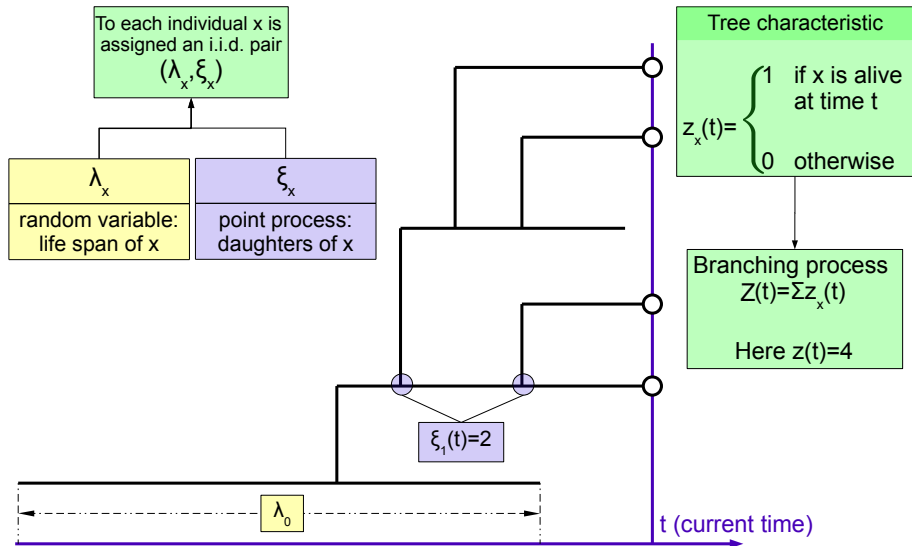 To each individual x is
assigned an i.i.d. pair
(λx,ξx)
λx
random variable:
life span of x
ξx
point process:
daughters of x
Tree characteristic
zx(t)=
1 if x is alive
at time t
0 otherwise
Branching process
Z(t)=Σzx(t)
Here z(t)=4
ξ1(t)=2
λ0
t (current time)